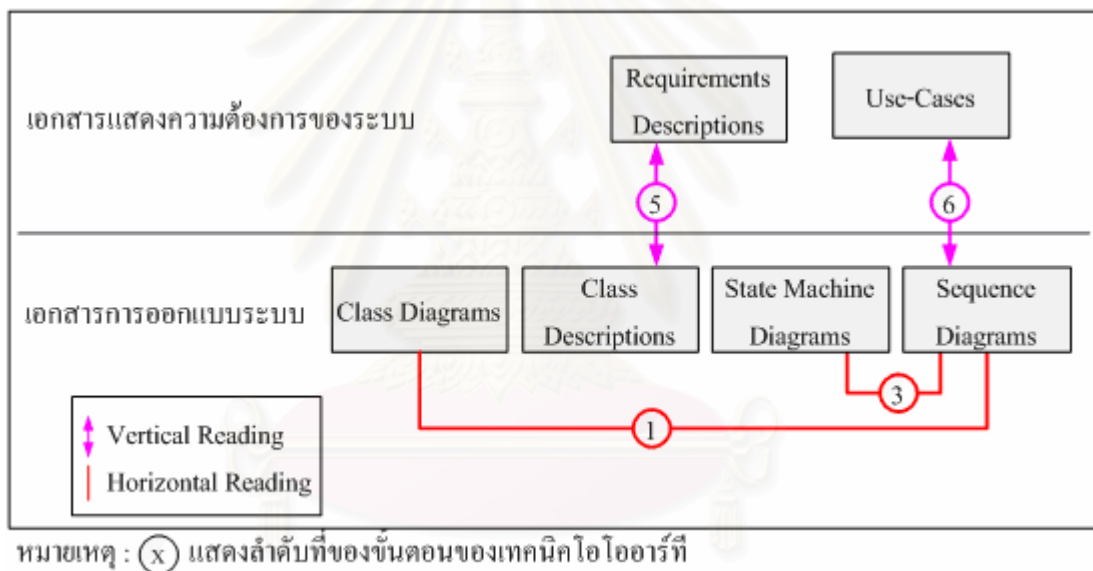 Requirements
Descriptions
Use-Cases
เอกสารแสดงความต้องการของระบบ
5
6
Class Diagrams
Class
Descriptions
State Machine
Diagrams
Sequence
Diagrams
เอกสารการออกแบบระบบ
3
1
Vertical Reading
Horizontal Reading
หมายเหตุ : x แสดงลำดับที่ของขั้นตอนของเทคนิคโอโออาร์ที